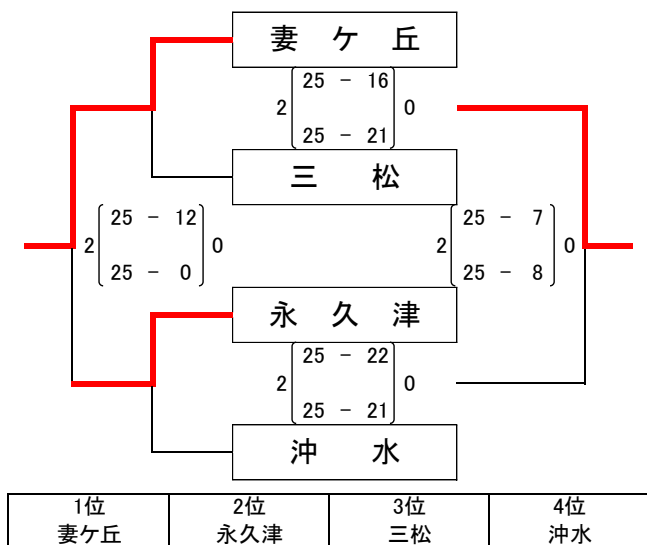 妻 ケ 丘
25 － 16
2 0
25 － 21
三 松
25 － 12
2 0
25 － 0
25 － 7
2 0
25 － 8
永 久 津
25 － 22
2 0
25 － 21
沖 水
1位 2位 3位 4位
妻ケ丘 永久津 三松 沖水